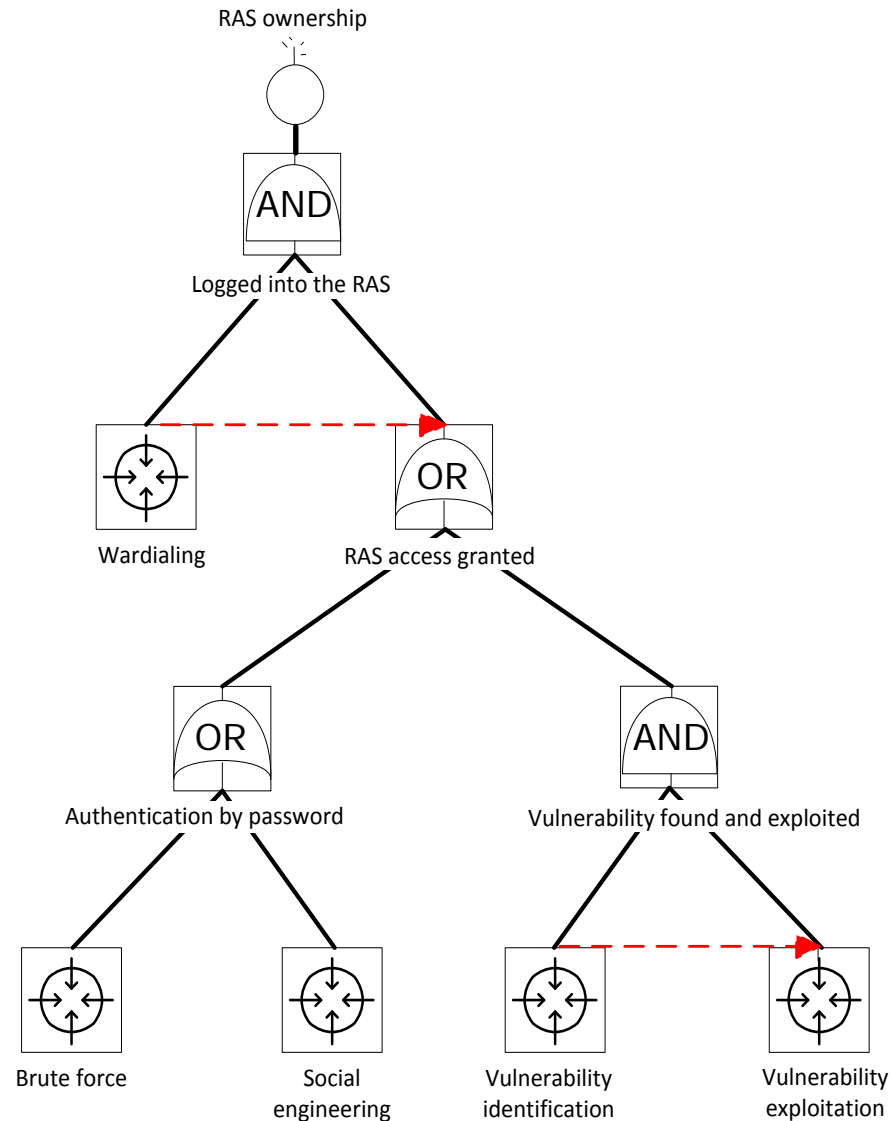 RAS ownership
AND
Logged into the RAS
OR
Wardialing
RAS access granted
OR
AND
Authentication by password
Vulnerability found and exploited
Brute force
Social
engineering
Vulnerability
identification
Vulnerability
exploitation